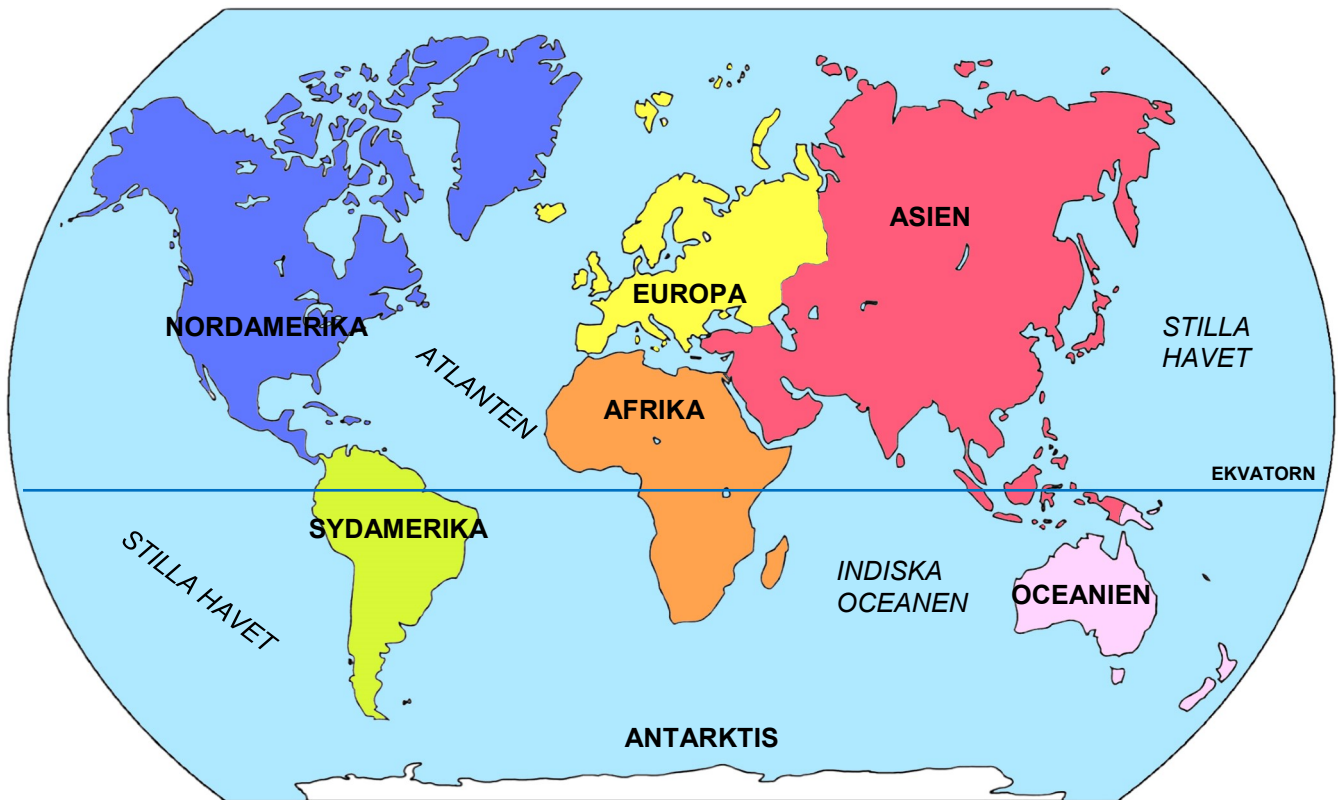 ASIEN
EUROPA
NORDAMERIKA
STILLA
HAVET
ATLANTEN
AFRIKA
EKVATORN
SYDAMERIKA
STILLA HAVET
INDISKA
OCEANEN
OCEANIEN
ANTARKTIS